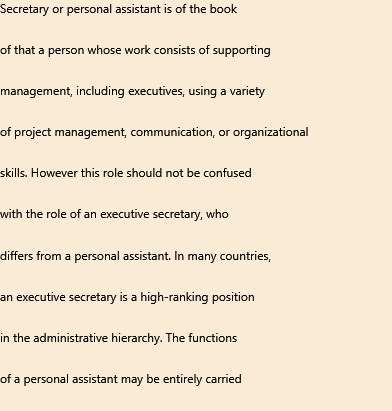 Secretary or personal assistant is of the book
of that a person whose work consists of supporting
management, including executives, using a variety
of project management, communication, or organizational
skills. However this role should not be confused
with the role of an executive secretary, who
differs from a personal assistant. In many countries,
an executive secretary is a high-ranking position
in the administrative hierarchy. The functions
of a personal assistant may be entirely carried